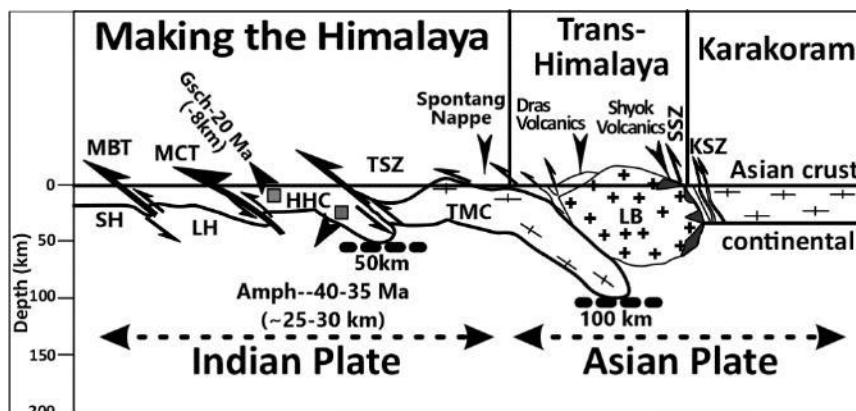 Making the Himalaya
Trans-
Himalaya
Karakoram
Gsch-20 Ma
(-8km)
Spontang
Nappe
Dras
Volcanics
Shyok
Volcanics
SSZ
KSZ
MBT
MCT
TSZ
Asian crust
HHC
SH
LH
TMC
LB
continental
50km
100 km
Amph--40-35 Ma
(~25-30 km)
Indian Plate
Asian Plate
Depth (km)
0
50
100
150
200